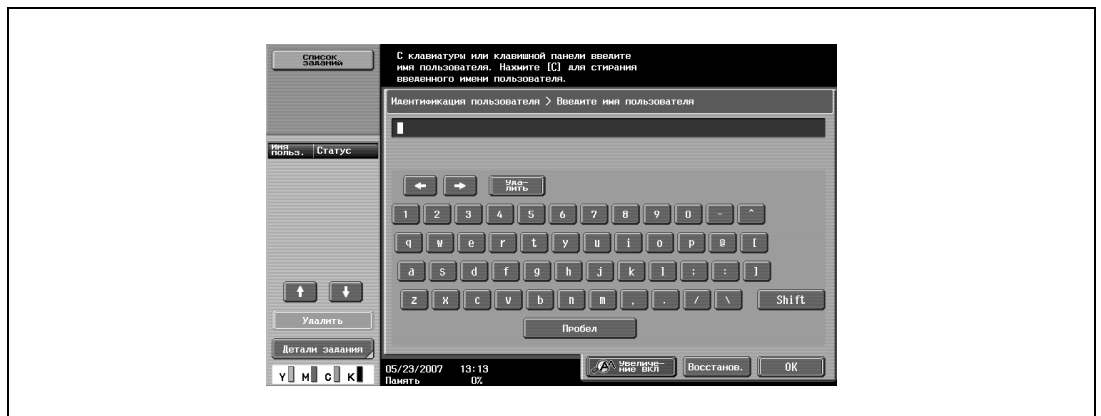 Список
заданий
С клавиатуры или клавишной панели введите
имя пользователя. Нажмите [C] для стирания
введенного имени пользователя.
Идентификация пользователя > Введите имя пользователя
Имя
польз. Статус
Уда-
лить
1 2 3 4 5 6 7 8 9 0 - ^
q w e r t y u i o p @ [
a s d f g h j k l ; : ]
z x c v b n m , . / \ Shift
Пробел
Удалить
Детали задания
Увеличе-
ние ВКЛ Восстанов. OK
05/23/2007 13:13
Память 0%
Y M C K